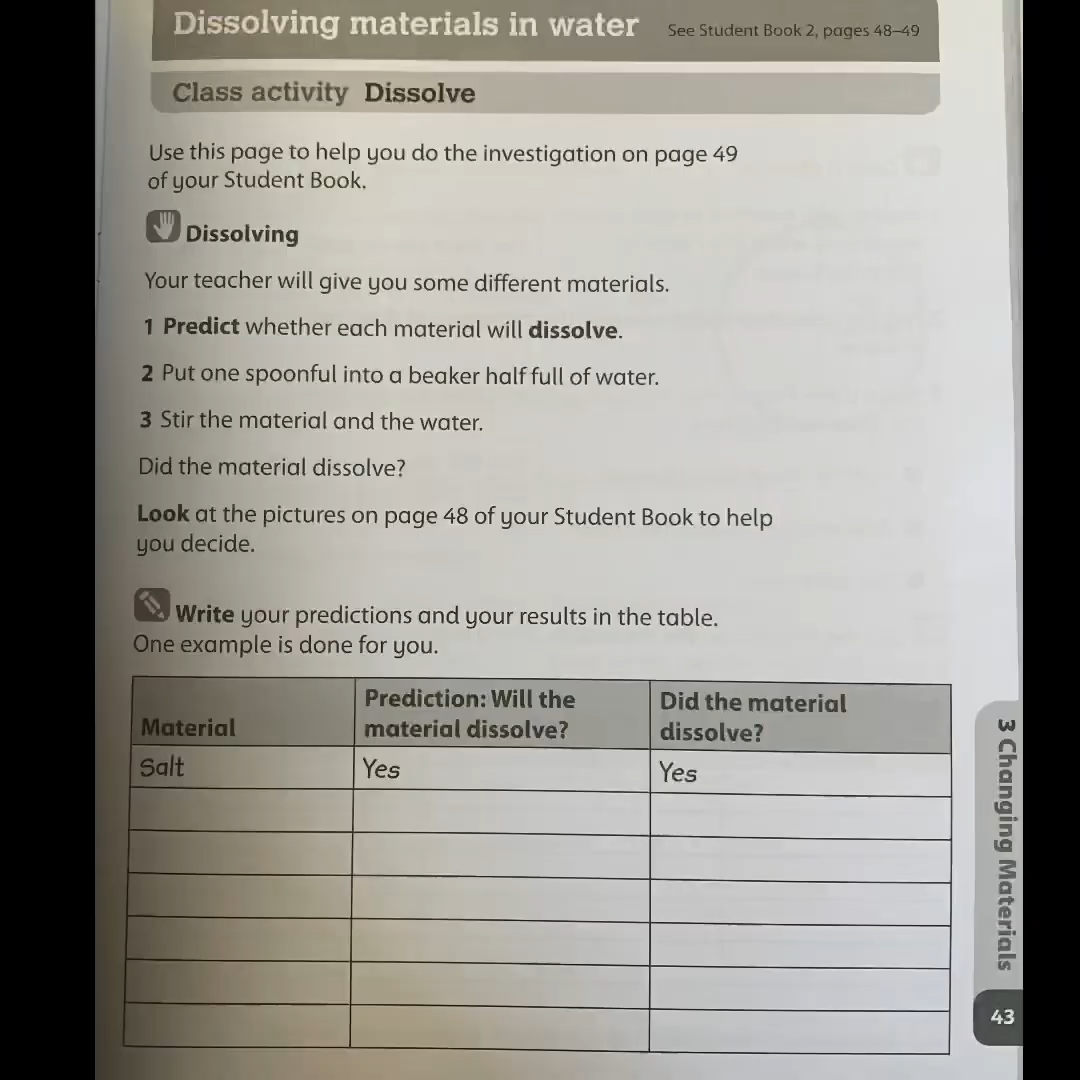 Dissolving materials in water See Student Book 2, pages 48–49
Class activity Dissolve
Use this page to help you do the investigation on page 49
of your Student Book.
Dissolving
Your teacher will give you some different materials.
1 Predict whether each material will dissolve.
2 Put one spoonful into a beaker half full of water.
3 Stir the material and the water.
Did the material dissolve?
Look at the pictures on page 48 of your Student Book to help
you decide.
Write your predictions and your results in the table.
One example is done for you.
Material
Prediction: Will the
material dissolve?
Did the material
dissolve?
Salt Yes Yes
3 Changing Materials
43